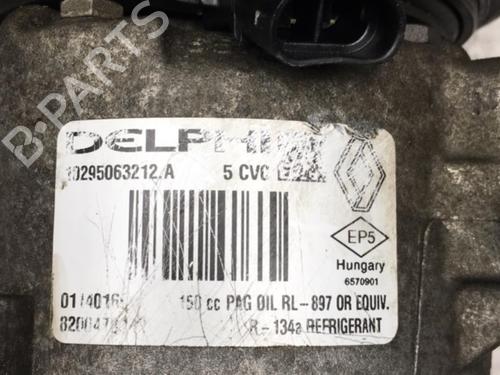 DELPHI
10295063212.A 5 CVC
EP5
Hungary
6570901
150 cc PAG OIL RL-897 OR EQUIV.
R-134a REFRIGERANT
B-PARTS